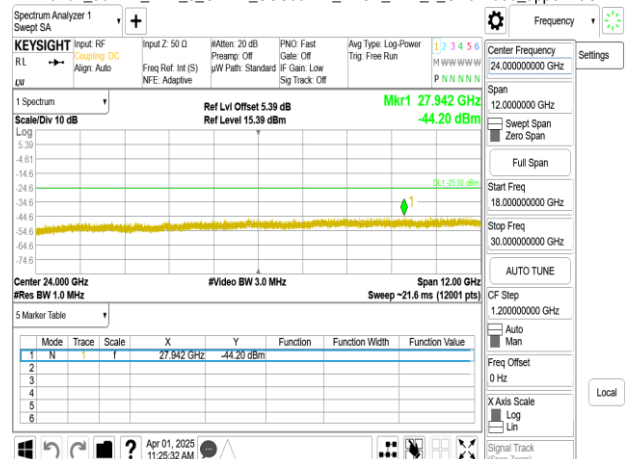 Spectrum Analyzer 1
Swept SA
Frequency
KEYSIGHT
RL
Input: RF
Coupling: DC
Align: Auto
Input Z: 50 Ω
Freq Ref: Int (S)
NFE: Adaptive
#Atten: 20 dB
Preamp: Off
µW Path: Standard
PNO: Fast
Gate: Off
IF Gain: Low
Sig Track: Off
Avg Type: Log-Power
Trig: Free Run
1 2 3 4 5 6
M W W W W W
P N N N N N
1 Spectrum
Scale/Div 10 dB
Ref Lvl Offset 5.39 dB
Ref Level 15.39 dBm
Mkr1 27.942 GHz
-44.20 dBm
Log
5.39
-4.61
-14.6
-24.6
-34.6
-44.6
-54.6
-64.6
-74.6
DL1 -25.00 dBm
1
Center 24.000 GHz
#Res BW 1.0 MHz
#Video BW 3.0 MHz
Span 12.00 GHz
Sweep ~21.6 ms (12001 pts)
5 Marker Table
Mode Trace Scale X Y Function Function Width Function Value
1 N 1 f 27.942 GHz -44.20 dBm
2
3
4
5
6
Apr 01, 2025
11:25:32 AM
Center Frequency
24.000000000 GHz
Span
12.0000000 GHz
Swept Span
Zero Span
Full Span
Start Freq
18.000000000 GHz
Stop Freq
30.000000000 GHz
AUTO TUNE
CF Step
1.200000000 GHz
Auto
Man
Freq Offset
0 Hz
X Axis Scale
Log
Lin
Signal Track
(Span Zoom)
Settings
Local